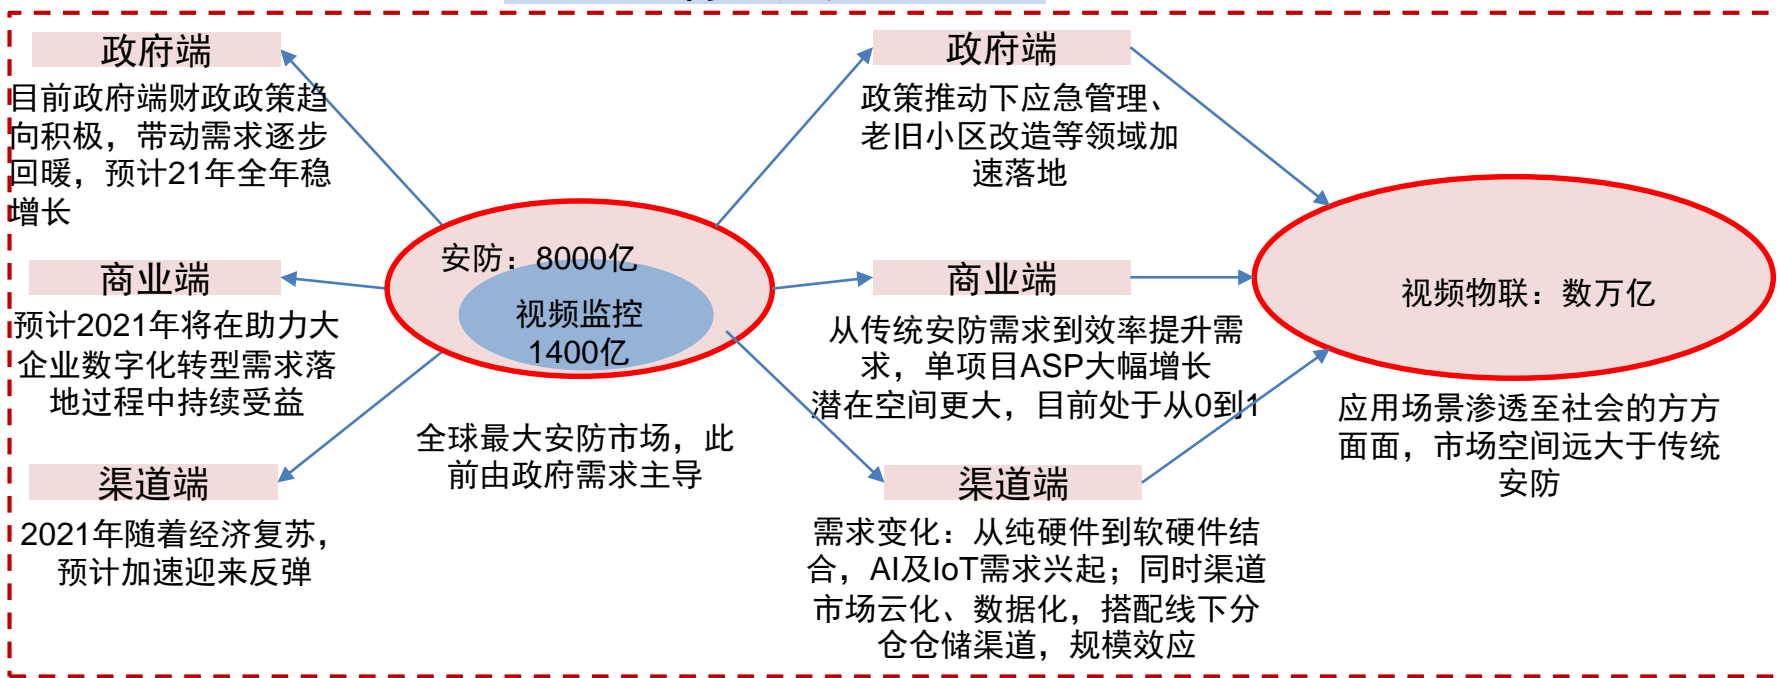 政府端
目前政府端财政政策趋
向积极，带动需求逐步
回暖，预计21年全年稳
增长
商业端
预计2021年将在助力大
企业数字化转型需求落
地过程中持续受益
渠道端
2021年随着经济复苏，
预计加速迎来反弹
安防：8000亿
视频监控
1400亿
全球最大安防市场，此
前由政府需求主导
政府端
政策推动下应急管理、
老旧小区改造等领域加
速落地
商业端
从传统安防需求到效率提升需
求，单项目ASP大幅增长
潜在空间更大，目前处于从0到1
渠道端
需求变化：从纯硬件到软硬件结
合，AI及IoT需求兴起；同时渠道
市场云化、数据化，搭配线下分
仓仓储渠道，规模效应
视频物联：数万亿
应用场景渗透至社会的方方
面面，市场空间远大于传统
安防